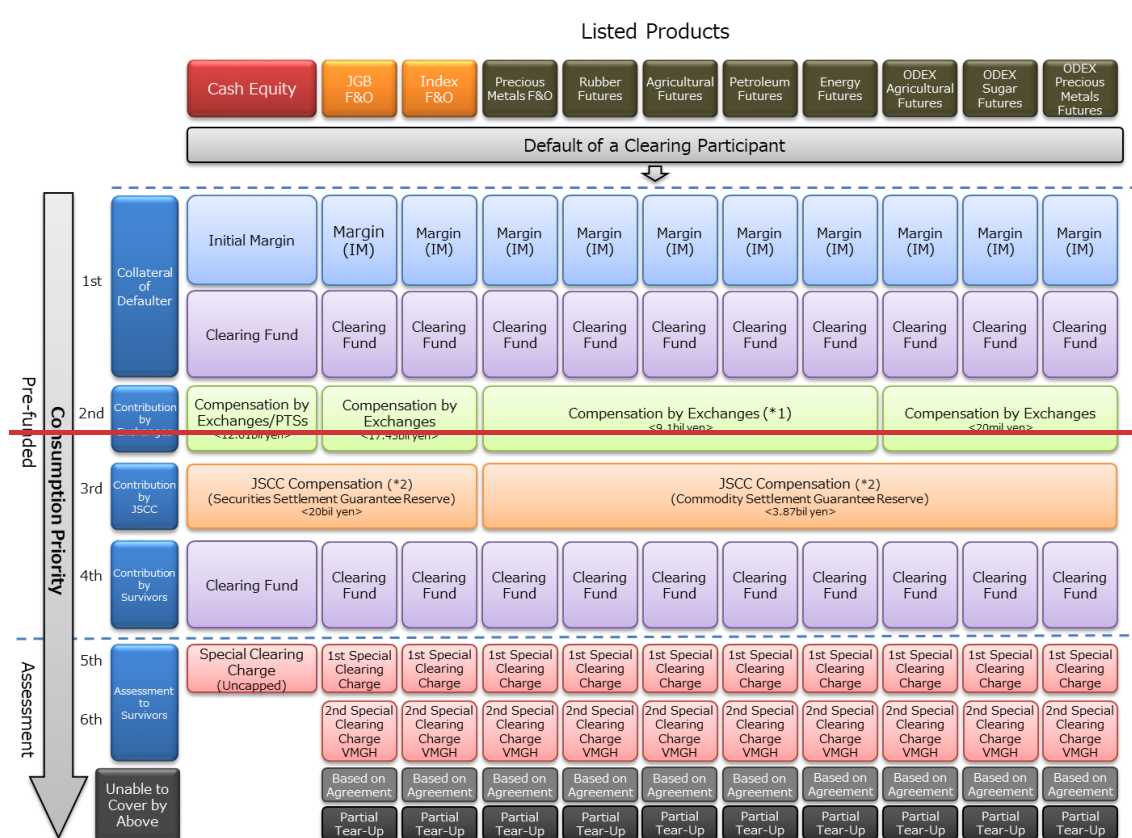 Listed Products
Cash Equity
JGB
F&O
Index
F&O
Precious
Metals F&O
Rubber
Futures
Agricultural
Futures
Petroleum
Futures
Energy
Futures
ODEX
Agricultural
Futures
ODEX
Sugar
Futures
ODEX
Precious
Metals
Futures
Default of a Clearing Participant
Pre-funded
Consumption Priority
1st
Collateral
of
Defaulter
Initial Margin
Margin
(IM)
Margin
(IM)
Margin
(IM)
Margin
(IM)
Margin
(IM)
Margin
(IM)
Margin
(IM)
Margin
(IM)
Margin
(IM)
Margin
(IM)
Clearing Fund
Clearing
Fund
Clearing
Fund
Clearing
Fund
Clearing
Fund
Clearing
Fund
Clearing
Fund
Clearing
Fund
Clearing
Fund
Clearing
Fund
Clearing
Fund
2nd
Contribution
by
Exchanges
Compensation by
Exchanges/PTSs
<12.61bil yen>
Compensation by
Exchanges
<17.45bil yen>
Compensation by Exchanges (*1)
<9.1bil yen>
Compensation by Exchanges
<20mil yen>
3rd
Contribution
by
JSCC
JSCC Compensation (*2)
(Securities Settlement Guarantee Reserve)
<20bil yen>
JSCC Compensation (*2)
(Commodity Settlement Guarantee Reserve)
<3.87bil yen>
4th
Contribution
by
Survivors
Clearing Fund
Clearing
Fund
Clearing
Fund
Clearing
Fund
Clearing
Fund
Clearing
Fund
Clearing
Fund
Clearing
Fund
Clearing
Fund
Clearing
Fund
Clearing
Fund
Assessment
5th
6th
Assessment
to
Survivors
Special Clearing
Charge
(Uncapped)
1st Special
Clearing
Charge
1st Special
Clearing
Charge
1st Special
Clearing
Charge
1st Special
Clearing
Charge
1st Special
Clearing
Charge
1st Special
Clearing
Charge
1st Special
Clearing
Charge
1st Special
Clearing
Charge
1st Special
Clearing
Charge
1st Special
Clearing
Charge
2nd Special
Clearing
Charge
VMGH
2nd Special
Clearing
Charge
VMGH
2nd Special
Clearing
Charge
VMGH
2nd Special
Clearing
Charge
VMGH
2nd Special
Clearing
Charge
VMGH
2nd Special
Clearing
Charge
VMGH
2nd Special
Clearing
Charge
VMGH
2nd Special
Clearing
Charge
VMGH
2nd Special
Clearing
Charge
VMGH
2nd Special
Clearing
Charge
VMGH
Unable to
Cover by
Above
Based on
Agreement
Based on
Agreement
Based on
Agreement
Based on
Agreement
Based on
Agreement
Based on
Agreement
Based on
Agreement
Based on
Agreement
Based on
Agreement
Based on
Agreement
Partial
Tear-Up
Partial
Tear-Up
Partial
Tear-Up
Partial
Tear-Up
Partial
Tear-Up
Partial
Tear-Up
Partial
Tear-Up
Partial
Tear-Up
Partial
Tear-Up
Partial
Tear-Up